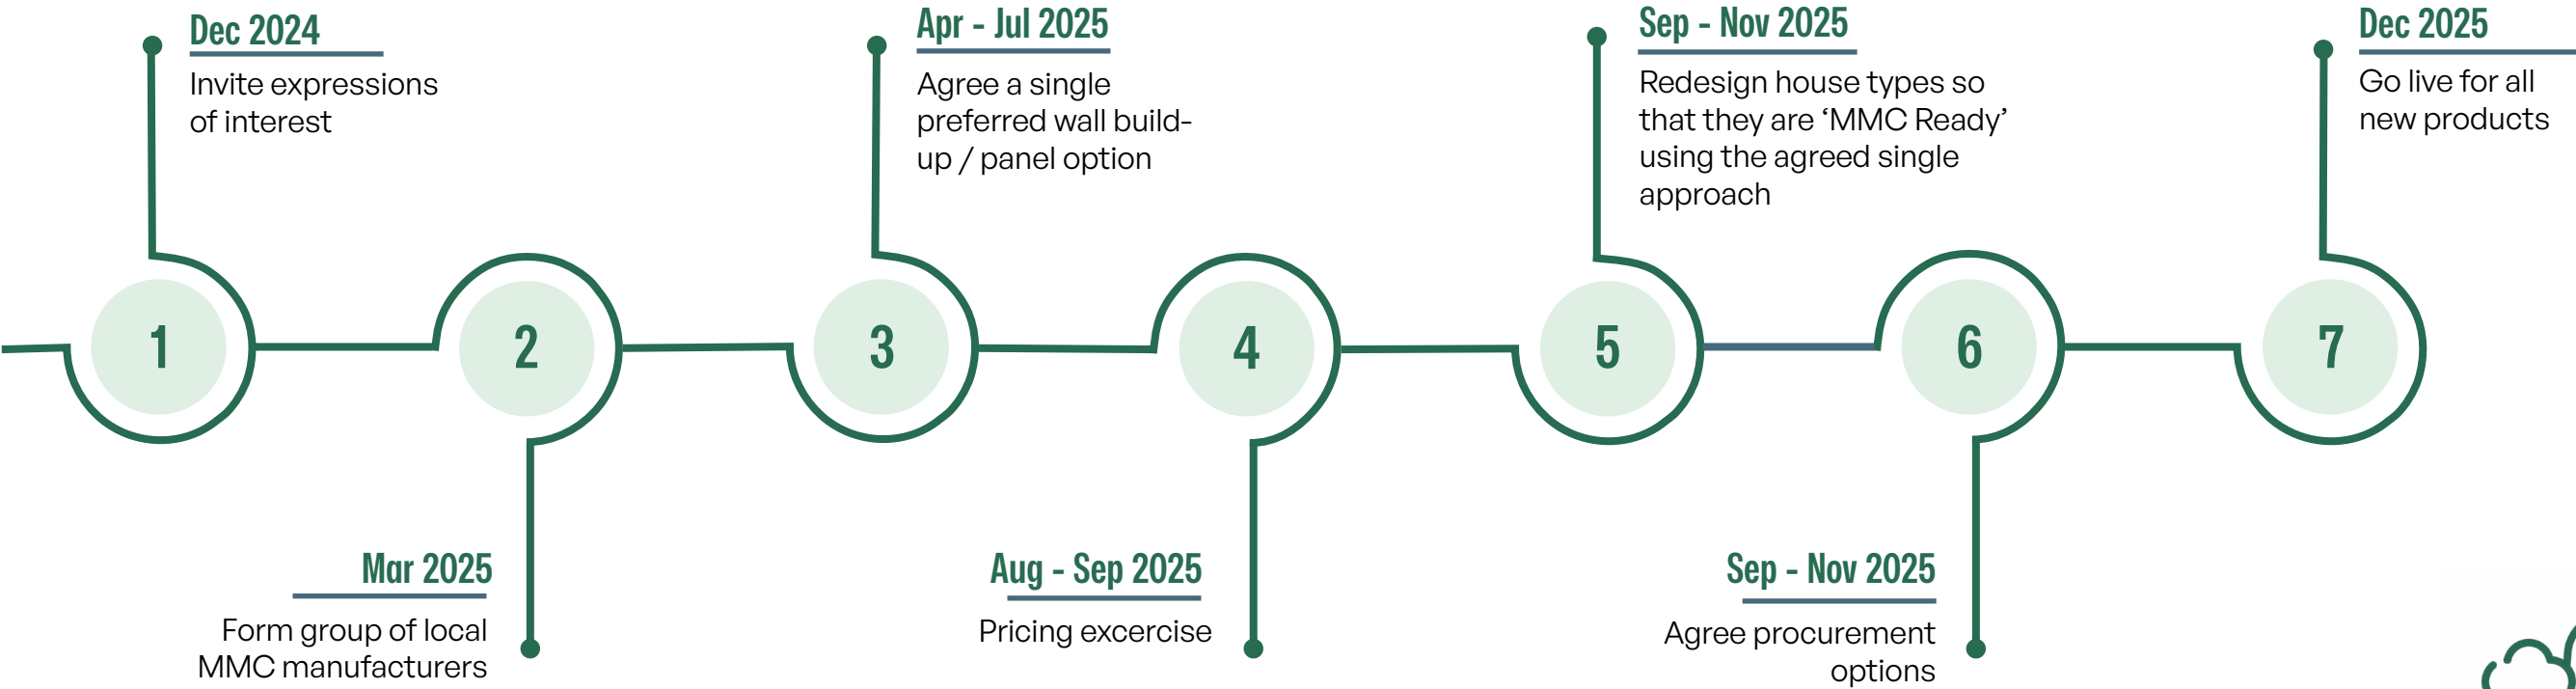 Dec 2024
Invite expressions
of interest
Apr - Jul 2025
Agree a single
preferred wall build-
up / panel option
Sep - Nov 2025
Redesign house types so
that they are ‘MMC Ready’
using the agreed single
approach
Dec 2025
Go live for all
new products
1
2
3
4
5
6
7
Mar 2025
Form group of local
MMC manufacturers
Aug - Sep 2025
Pricing excercise
Sep - Nov 2025
Agree procurement
options